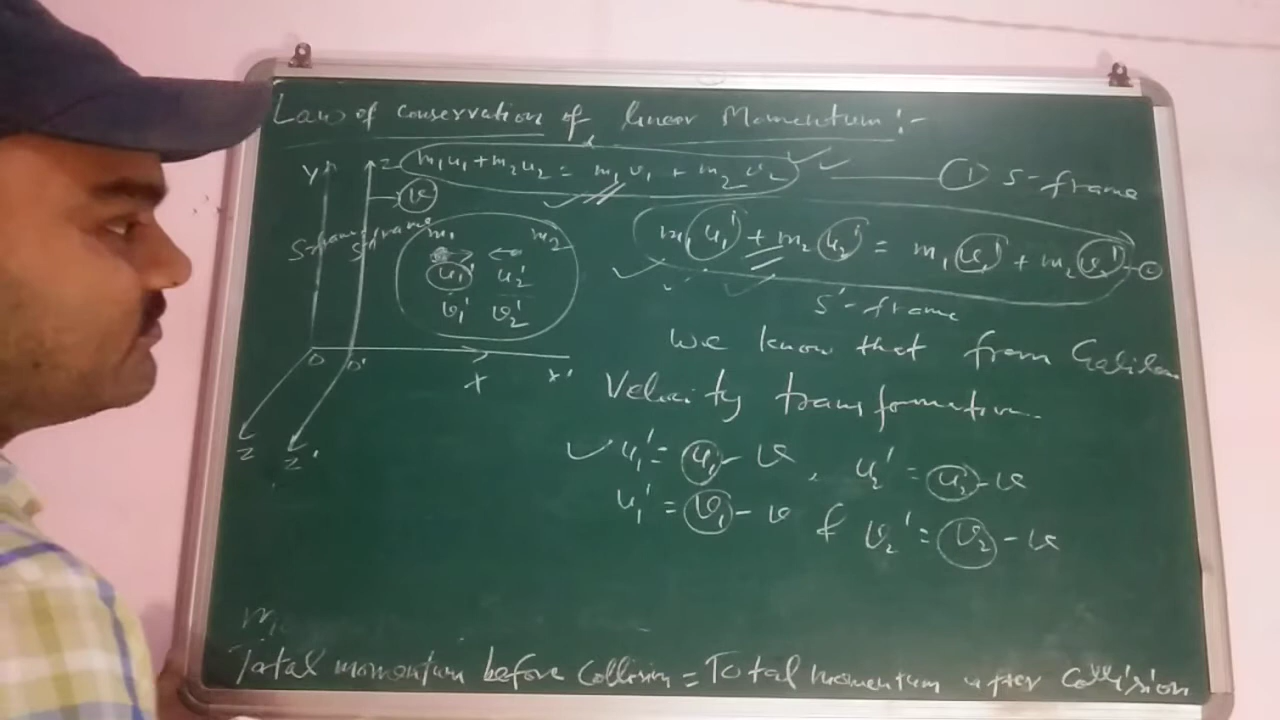 Law of conservation of linear Momentum :-
m₁u₁ + m₂u₂ = m₁v₁ + m₂v₂ ① S-frame
Y
v
S frame S' frame
m₁ m₂
u₁' u₂'
v₁' v₂'
m₁u₁' + m₂u₂' = m₁v₁' + m₂v₂'
S'-frame
O O' X X'
Z Z'
We know that from Galilean
Velocity transformation
u₁' = u₁ - v , u₂' = u₂ - v
u₁' = v₁ - v & v₂' = v₂ - v
Total momentum before Collision = Total momentum after Collision